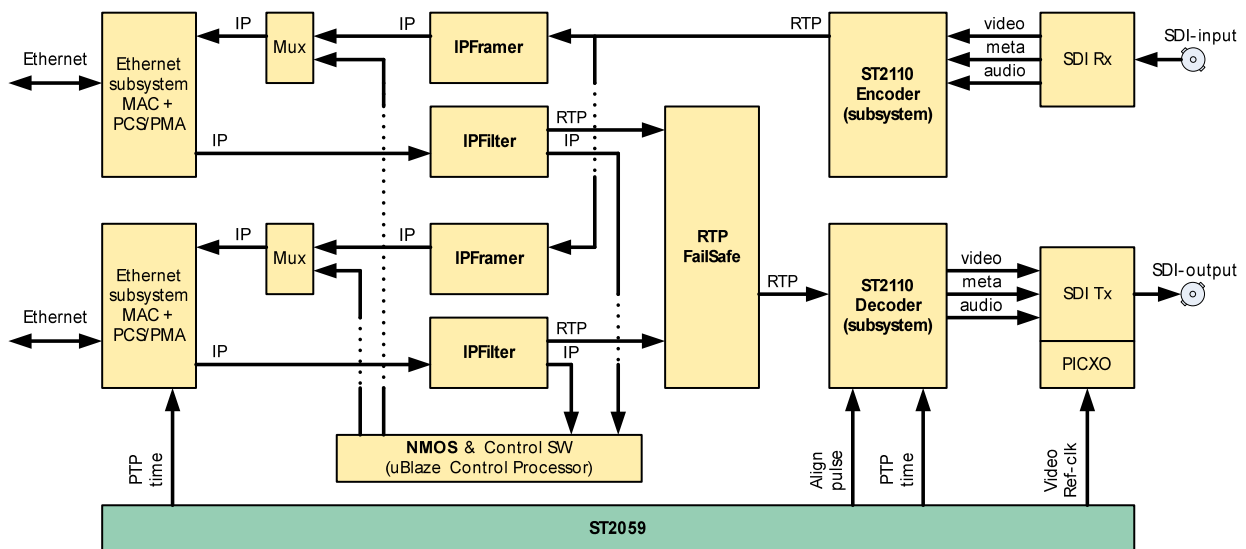 IP
IP
RTP
video
SDI-input
Ethernet
Ethernet
subsystem
MAC +
PCS/PMA
Mux
IPFramer
ST2110
Encoder
(subsystem)
meta
audio
SDI Rx
IP
IPFilter
RTP
IP
RTP
FailSafe
IP
IP
Ethernet
Ethernet
subsystem
MAC +
PCS/PMA
Mux
IPFramer
RTP
ST2110
Decoder
(subsystem)
video
meta
audio
SDI Tx
SDI-output
PICXO
IP
IPFilter
RTP
IP
NMOS & Control SW
(uBlaze Control Processor)
PTP
time
Align
pulse
PTP
time
Video
Ref-clk
ST2059